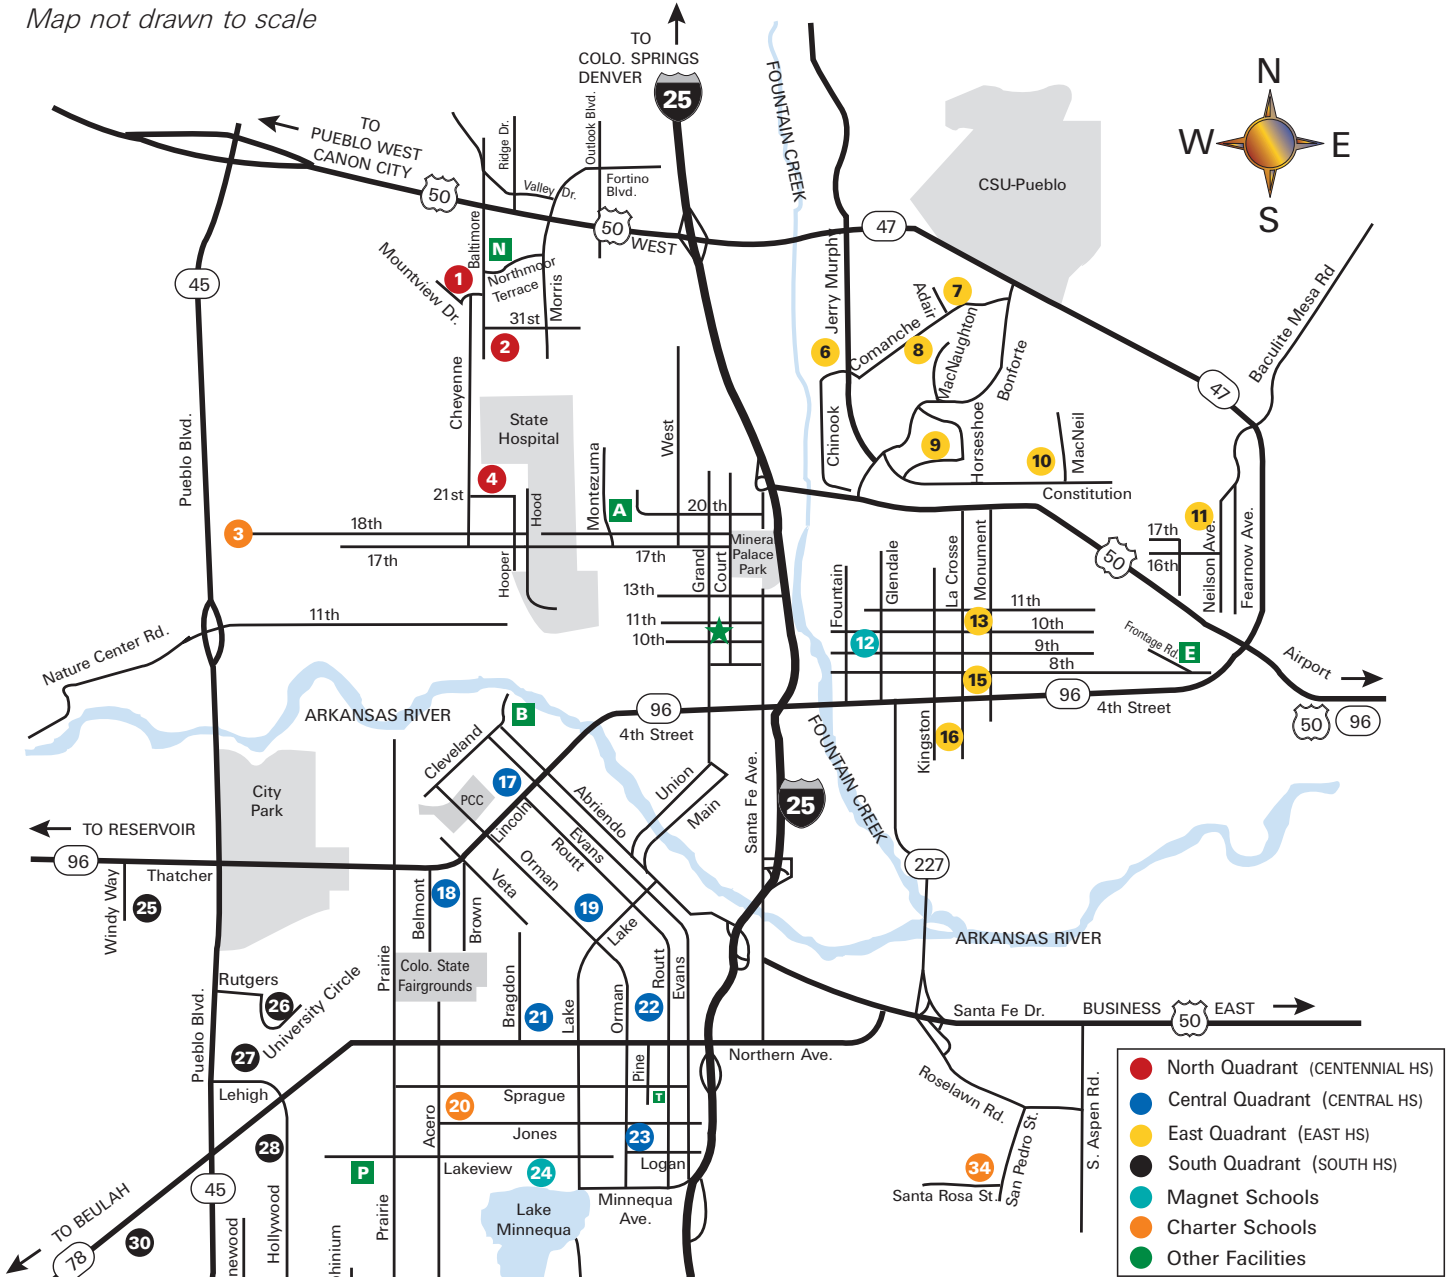 Map not drawn to scale
TO
COLO. SPRINGS
DENVER
25
N
W
E
S
TO
PUEBLO WEST
CANON CITY
50
Ridge Dr.
Outlook Blvd.
Valley Dr.
Fortino
Blvd.
50
WEST
FOUNTAIN CREEK
CSU-Pueblo
47
45
Baltimore
N
Mountview Dr.
1
Northmoor
Terrace
Morris
31st
2
Jerry Murphy
Adair
7
6
Comanche
8
MacNaughton
Bonforte
Baculite Mesa Rd
47
Pueblo Blvd.
Cheyenne
State
Hospital
West
Chinook
9
Horseshoe
10
MacNeil
Constitution
4
21st
Hood
Montezuma
A
20 th
3
18th
17th
Hooper
17th
Grand
Court
Minera
Palace
Park
50
11
17th
16th
Neilson Ave.
Fearnow Ave.
Fountain
Glendale
La Crosse
Monument
13th
11th
10th
11th
13
10th
12
9th
8th
15
Frontage Rd.
E
Airport
Nature Center Rd.
11th
ARKANSAS RIVER
B
96
4th Street
96
4th Street
50
96
Kingston
16
FOUNTAIN CREEK
City
Park
Cleveland
PCC
17
Lincoln
Abriendo
Evans
Routt
Orman
Union
Main
Santa Fe Ave.
25
TO RESERVOIR
96
Thatcher
Windy Way
25
Belmont
18
Brown
Veta
19
Lake
227
ARKANSAS RIVER
Prairie
Colo. State
Fairgrounds
Rutgers
26
University Circle
27
Pueblo Blvd.
Lehigh
Bragdon
21
Lake
Orman
22
Routt
Evans
Northern Ave.
Santa Fe Dr.
BUSINESS
50
EAST
Pine
T
Sprague
20
Acero
Jones
23
Logan
Lakeview
24
Minnequa
Ave.
Lake
Minnequa
28
P
45
Hollywood
Prairie
TO BEULAH
30
78
newood
hinium
Roselawn Rd.
San Pedro St.
S. Aspen Rd.
34
Santa Rosa St.
North Quadrant (CENTENNIAL HS)
Central Quadrant (CENTRAL HS)
East Quadrant (EAST HS)
South Quadrant (SOUTH HS)
Magnet Schools
Charter Schools
Other Facilities